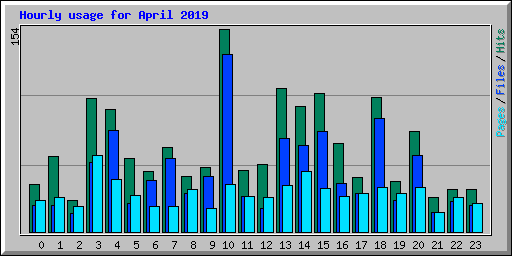 Hourly usage for April 2019
154
Pages / Files / Hits
0 1 2 3 4 5 6 7 8 9 10 11 12 13 14 15 16 17 18 19 20 21 22 23